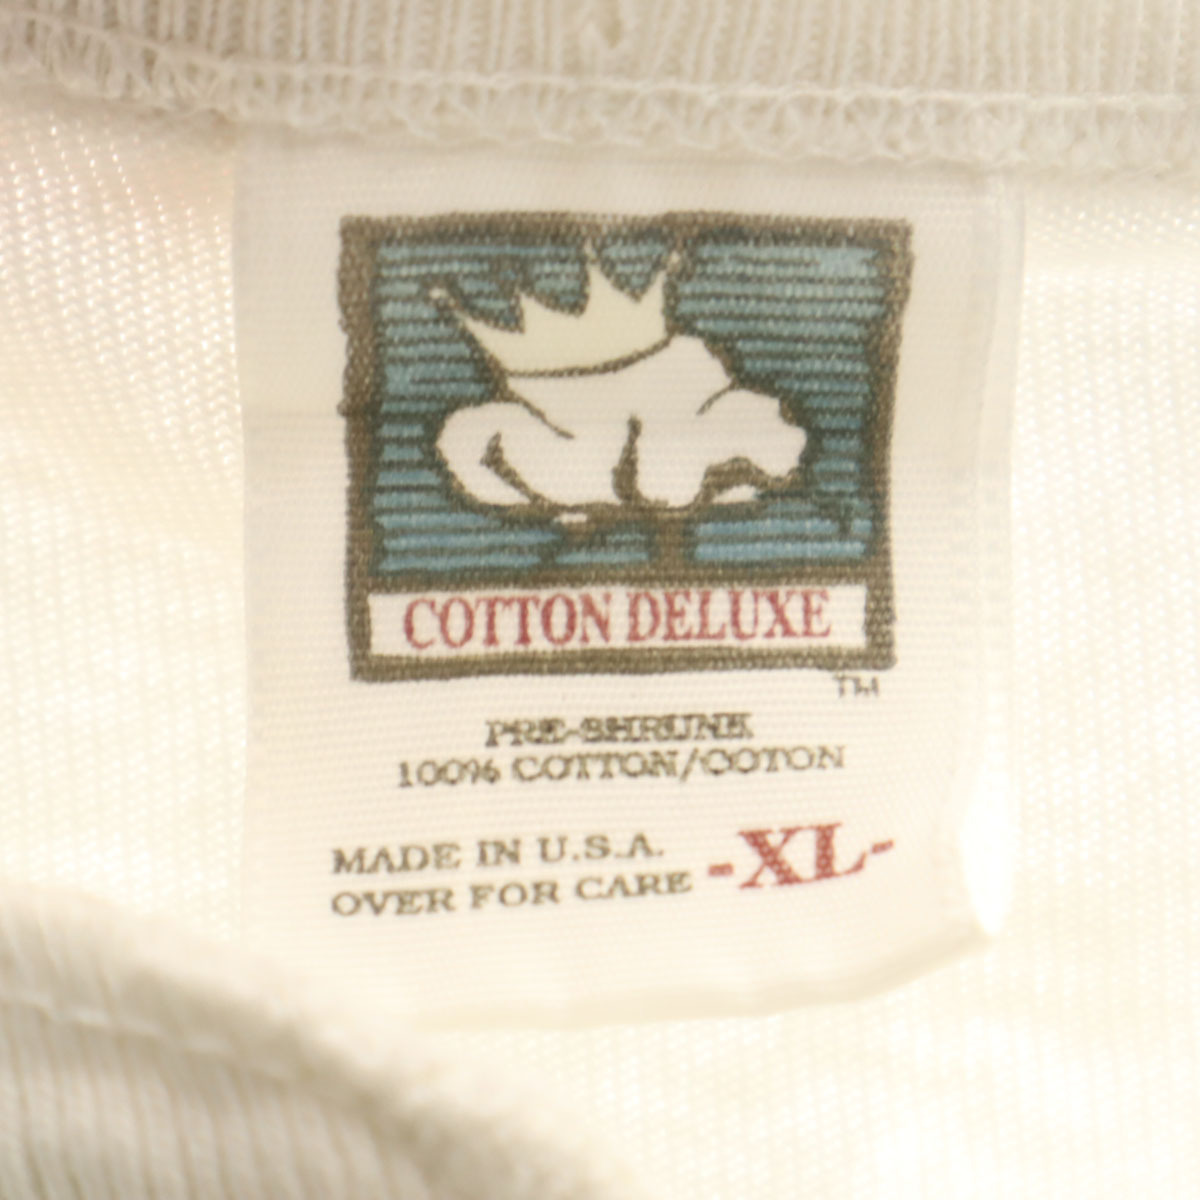 COTTON DELUXE
TM
PRE-SHRUNK
100% COTTON/COTON
MADE IN U.S.A.
OVER FOR CARE -XL-